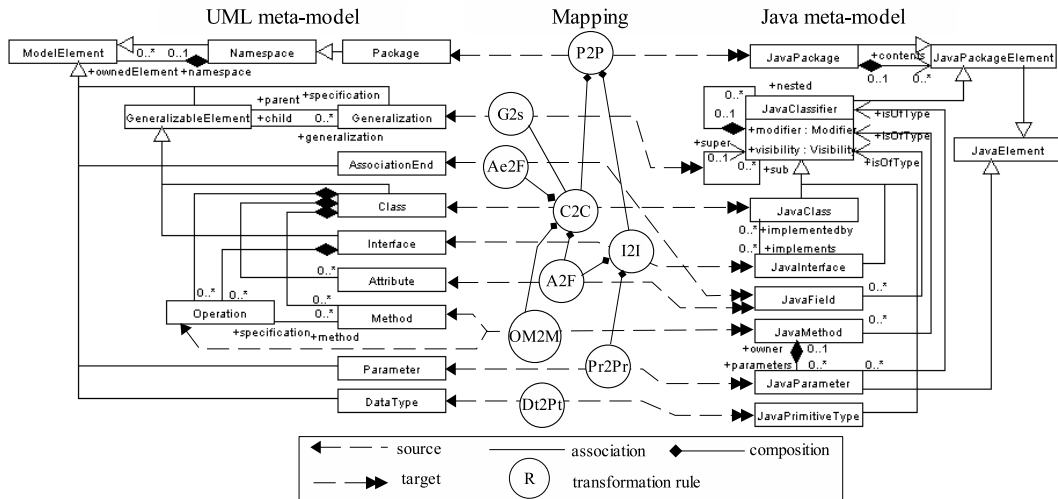 UML meta-model Mapping Java meta-model
ModelElement 0..* 0..1 Namespace Package P2P JavaPackage +contents JavaPackageElement
+ownedElement +namespace 0..1 0..*
+specification +nested
+parent G2s 0..* JavaClassifier +isOfType
GeneralizableElement +child 0..* Generalization 0..1 +modifier : Modifier +isOfType
+generalization +super +visibility : Visibility JavaElement
AssociationEnd Ae2F 0..1 0..* +isOfType
+sub
Class C2C JavaClass
0..* +implementedby
Interface I2I 0..* +implements
JavaInterface
0..* Attribute A2F JavaField 0..*
0..* 0..* 0..*
Operation Method OM2M JavaMethod 0..*
+specification +method +owner 0..1
+parameters 0..* 0..*
Parameter Pr2Pr JavaParameter
DataType Dt2Pt JavaPrimitiveType
source association composition
target R transformation rule